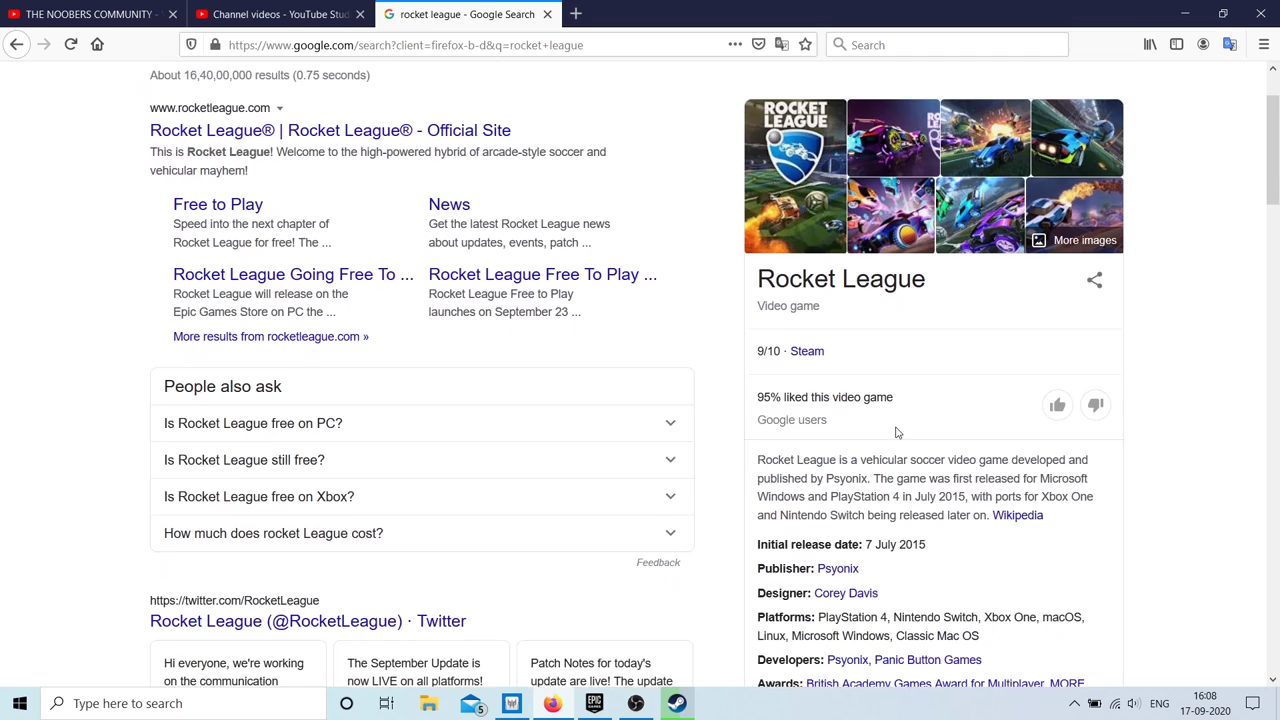 THE NOOBERS COMMUNITY -
Channel videos - YouTube Stud
rocket league - Google Search
https://www.google.com/search?client=firefox-b-d&q=rocket+league
Search
About 16,40,00,000 results (0.75 seconds)
www.rocketleague.com
Rocket League® | Rocket League® - Official Site
This is Rocket League! Welcome to the high-powered hybrid of arcade-style soccer and
vehicular mayhem!
Free to Play
Speed into the next chapter of
Rocket League for free! The ...
News
Get the latest Rocket League news
about updates, events, patch ...
Rocket League Going Free To ...
Rocket League will release on the
Epic Games Store on PC the ...
Rocket League Free To Play ...
Rocket League Free to Play
launches on September 23 ...
More results from rocketleague.com »
People also ask
Is Rocket League free on PC?
Is Rocket League still free?
Is Rocket League free on Xbox?
How much does rocket League cost?
Feedback
https://twitter.com/RocketLeague
Rocket League (@RocketLeague) · Twitter
Hi everyone, we're working
on the communication
The September Update is
now LIVE on all platforms!
Patch Notes for today's
update are live! The update
ROCKET
LEAGUE
More images
Rocket League
Video game
9/10 · Steam
95% liked this video game
Google users
Rocket League is a vehicular soccer video game developed and
published by Psyonix. The game was first released for Microsoft
Windows and PlayStation 4 in July 2015, with ports for Xbox One
and Nintendo Switch being released later on. Wikipedia
Initial release date: 7 July 2015
Publisher: Psyonix
Designer: Corey Davis
Platforms: PlayStation 4, Nintendo Switch, Xbox One, macOS,
Linux, Microsoft Windows, Classic Mac OS
Developers: Psyonix, Panic Button Games
Awards: British Academy Games Award for Multiplayer, MORE
Type here to search
5
EPIC
GAMES
ENG
16:08
17-09-2020